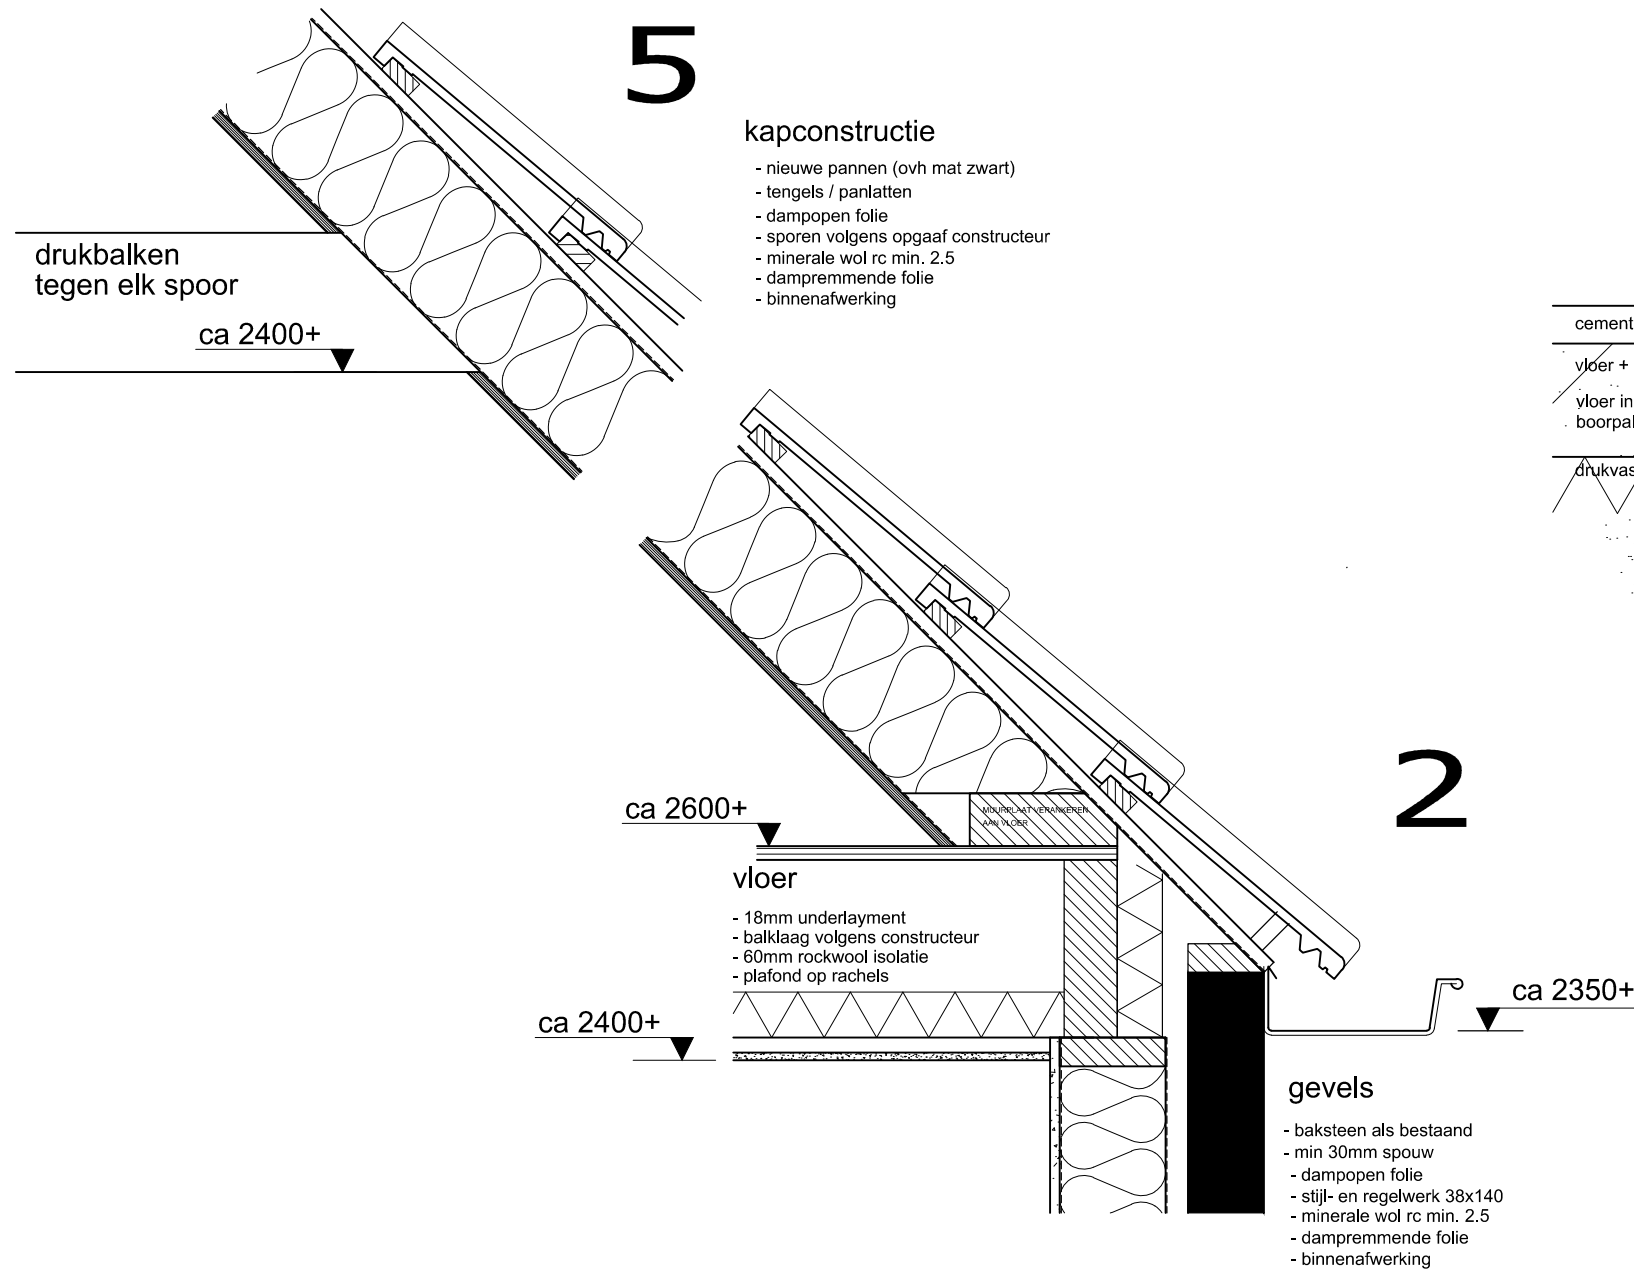 5
kapconstructie
- nieuwe pannen (ovh mat zwart)
- tengels / panlatten
- dampopen folie
- sporen volgens opgaaf constructeur
- minerale wol rc min. 2.5
- dampremmende folie
- binnenafwerking
drukbalken
tegen elk spoor
ca 2400+
cement
vloer +
vloer in
boorpal
drukvas
2
ca 2600+
MUURPLAAT VERANKEREN
AAN VLOER
vloer
- 18mm underlayment
- balklaag volgens constructeur
- 60mm rockwool isolatie
- plafond op rachels
ca 2400+
ca 2350+
gevels
- baksteen als bestaand
- min 30mm spouw
- dampopen folie
- stijl- en regelwerk 38x140
- minerale wol rc min. 2.5
- dampremmende folie
- binnenafwerking